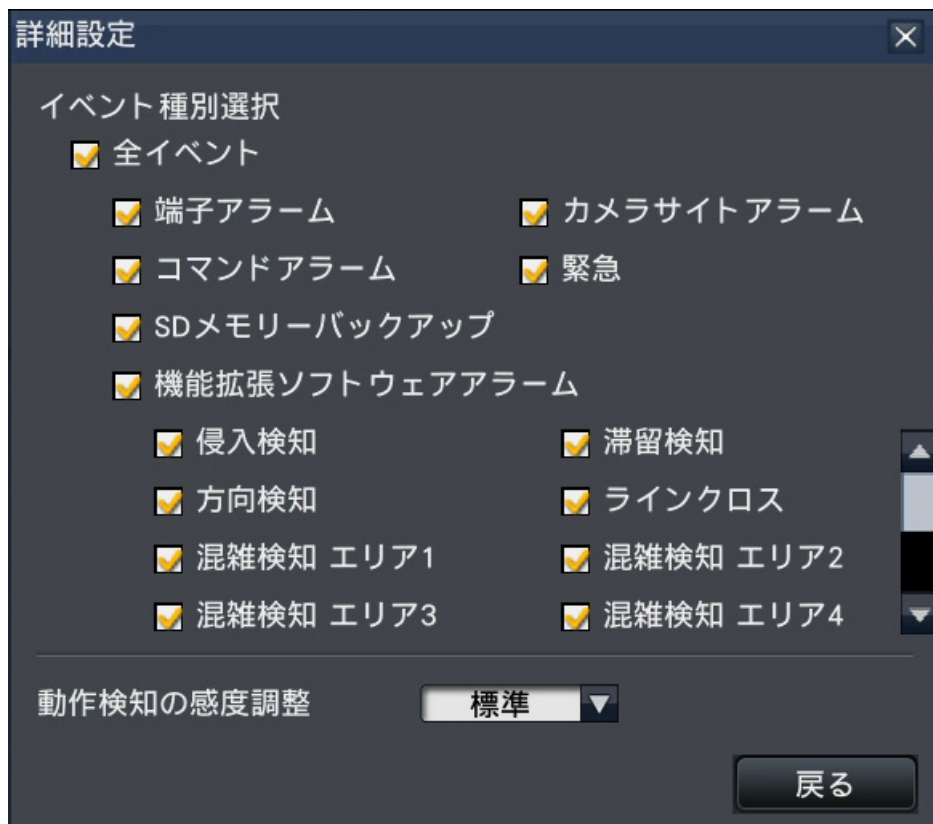 詳細設定
イベント種別選択
全イベント
端子アラーム カメラサイトアラーム
コマンドアラーム 緊急
SDメモリーバックアップ
機能拡張ソフトウェアアラーム
侵入検知 滞留検知
方向検知 ラインクロス
混雑検知 エリア1 混雑検知 エリア2
混雑検知 エリア3 混雑検知 エリア4
動作検知の感度調整 標準
戻る